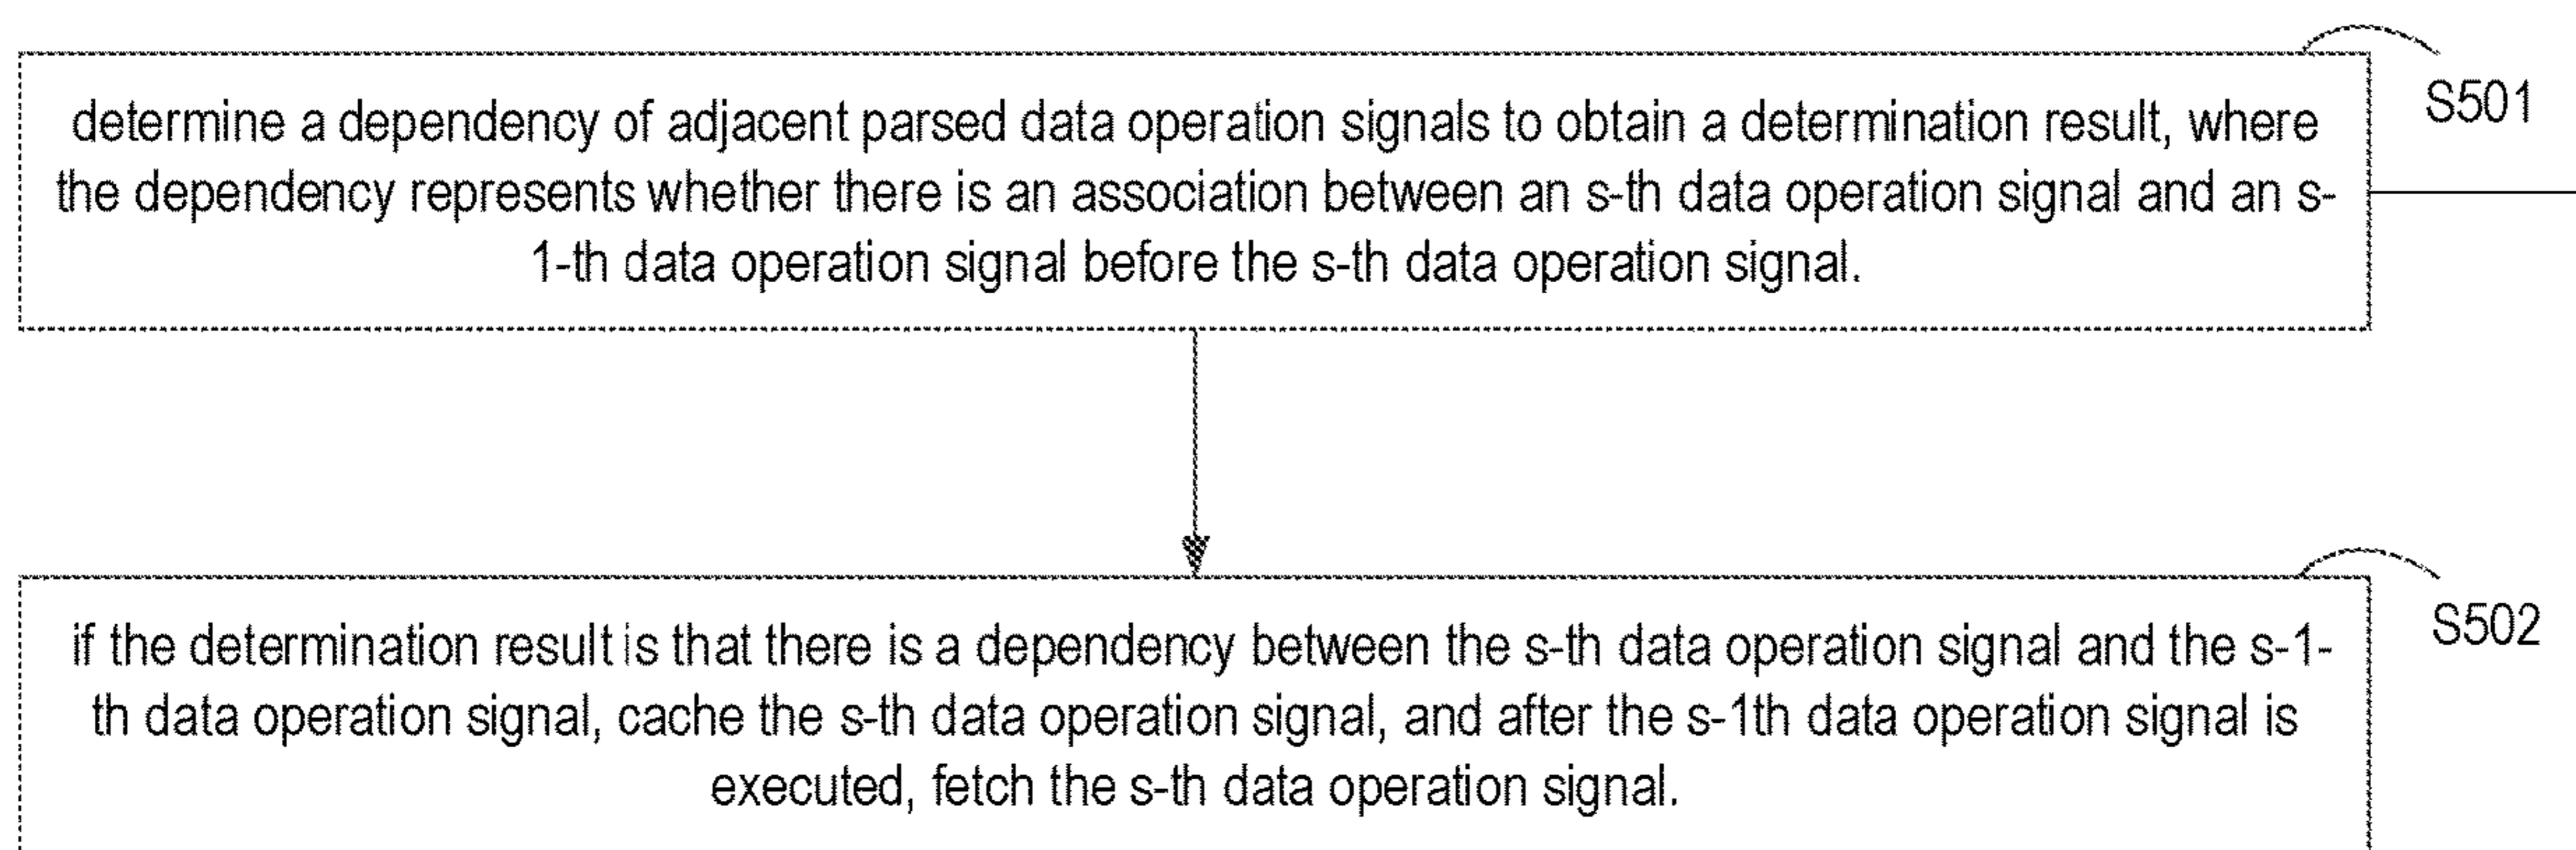 S501
determine a dependency of adjacent parsed data operation signals to obtain a determination result, where
the dependency represents whether there is an association between an s-th data operation signal and an s-
1-th data operation signal before the s-th data operation signal.
S502
if the determination result is that there is a dependency between the s-th data operation signal and the s-1-
th data operation signal, cache the s-th data operation signal, and after the s-1th data operation signal is
executed, fetch the s-th data operation signal.